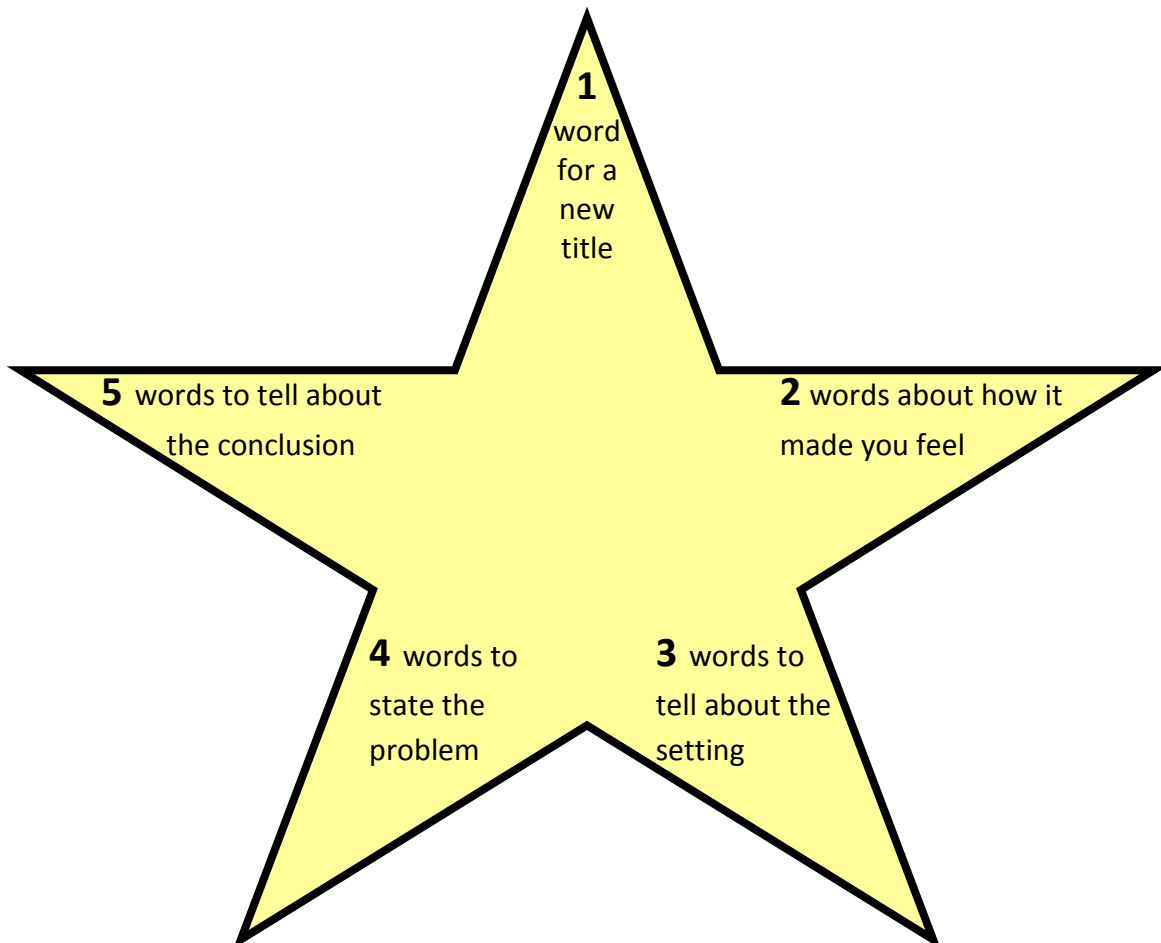 1
word
for a
new
title
2 words about how it
made you feel
3 words to
tell about the
setting
4 words to
state the
problem
5 words to tell about
the conclusion